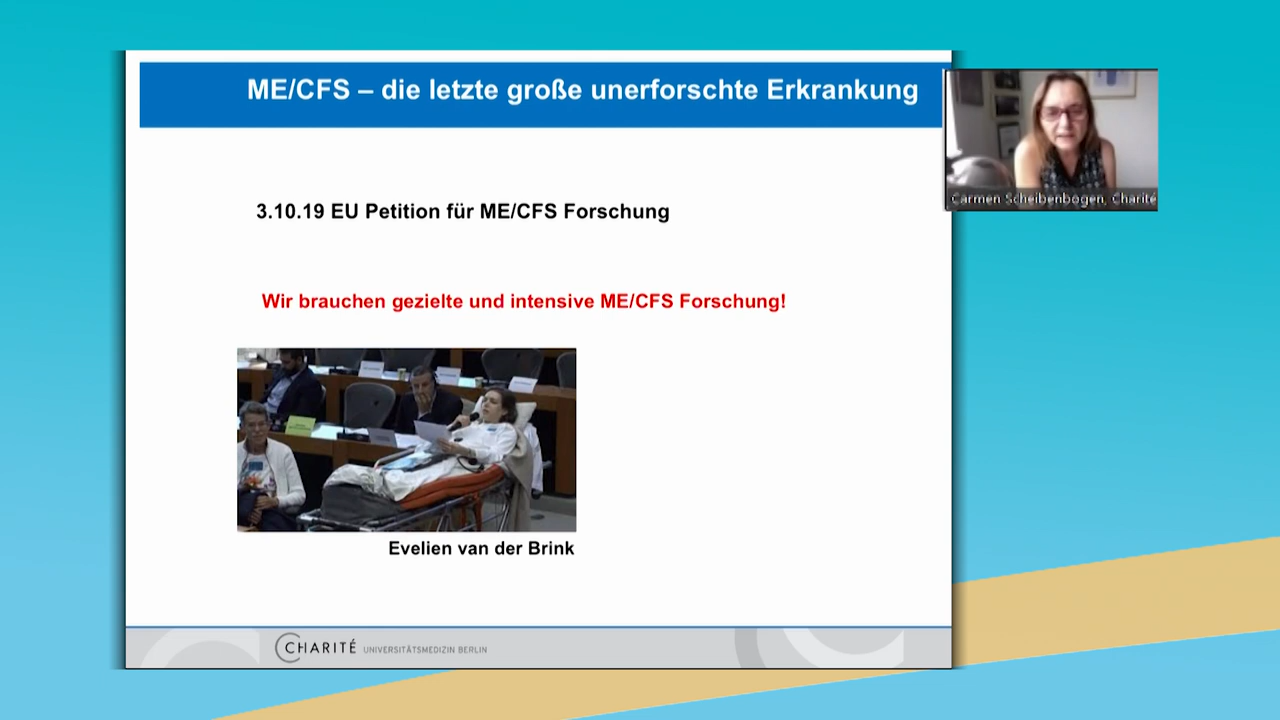 ME/CFS – die letzte große unerforschte Erkrankung
Carmen Scheibenbogen, Charité
3.10.19 EU Petition für ME/CFS Forschung
Wir brauchen gezielte und intensive ME/CFS Forschung!
Evelien van der Brink
CHARITÉ UNIVERSITÄTSMEDIZIN BERLIN